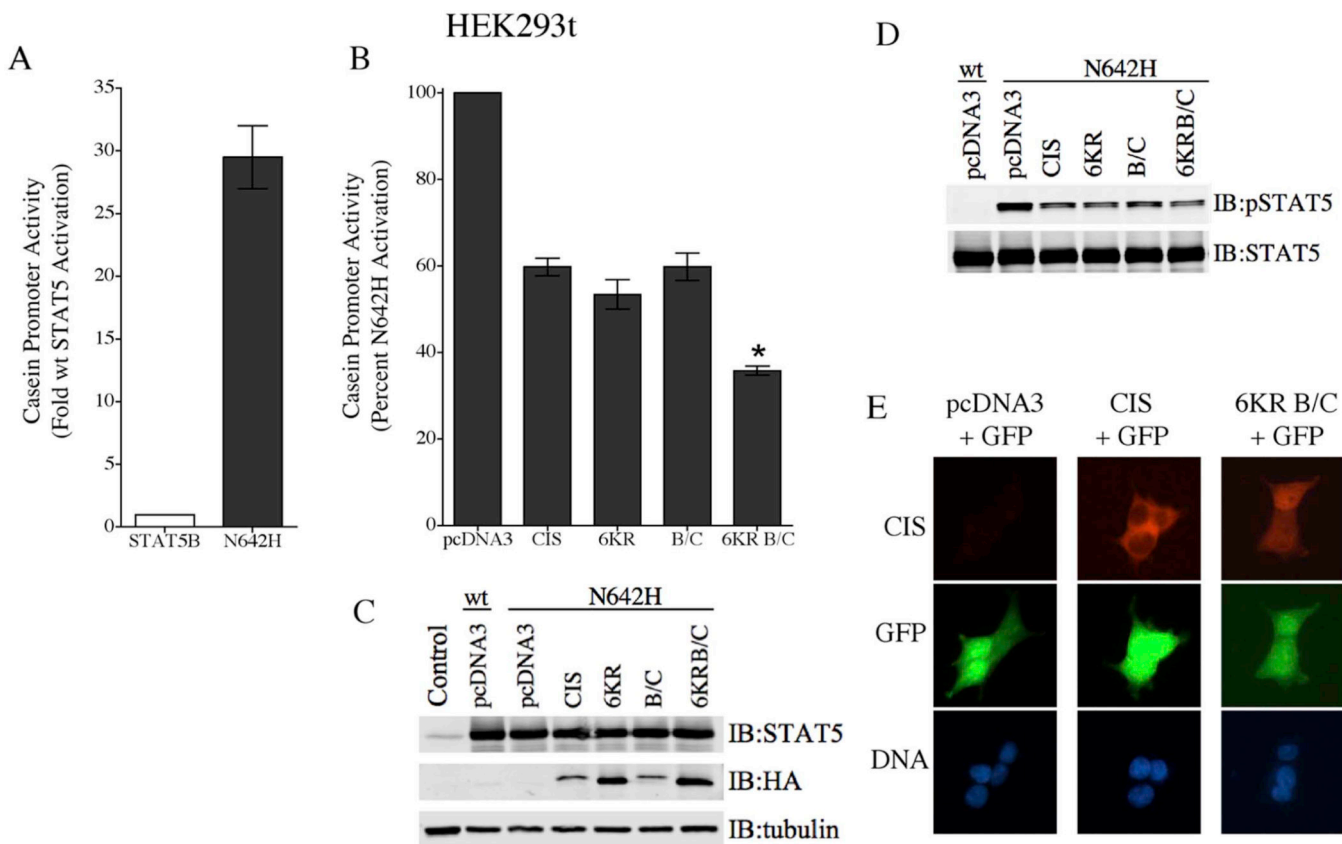 HEK293t
A
Casein Promoter Activity
(Fold wt STAT5 Activation)
35
30
25
20
15
10
5
0
STAT5B N642H
B
Casein Promoter Activity
(Percent N642H Activation)
100
80
60
40
20
0
*
pcDNA3 CIS 6KR B/C 6KR B/C
C
wt N642H
Control pcDNA3 pcDNA3 CIS 6KR B/C 6KRB/C
IB:STAT5
IB:HA
IB:tubulin
D
wt N642H
pcDNA3 pcDNA3 CIS 6KR B/C 6KRB/C
IB:pSTAT5
IB:STAT5
E
pcDNA3 + GFP
CIS + GFP
6KR B/C + GFP
CIS
GFP
DNA